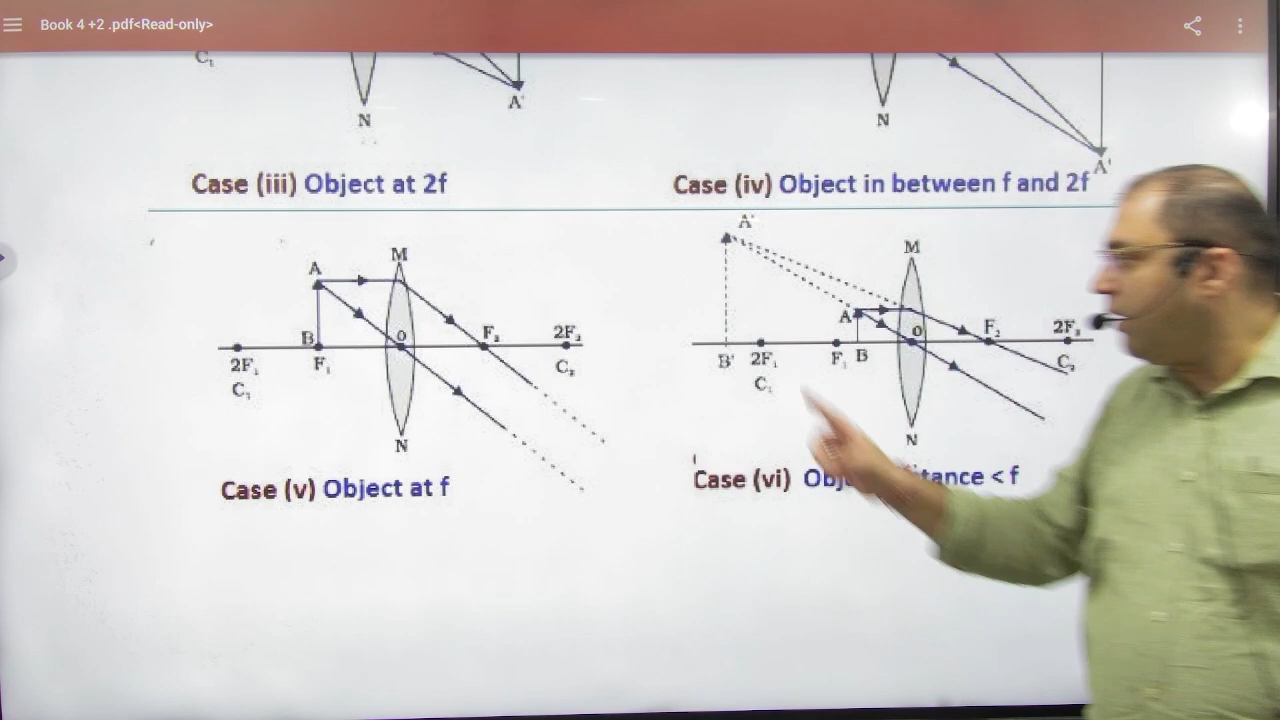 Book 4 +2 .pdf<Read-only>
C₁
A'
N
N
A'
Case (iii) Object at 2f
Case (iv) Object in between f and 2f
A
M
B
O
F₂
2F₂
2F₁
F₁
C₂
C₁
N
Case (v) Object at f
A'
M
A
O
F₂
2F₂
B'
2F₁
F₁
B
C₂
C₁
N
Case (vi) tance < f